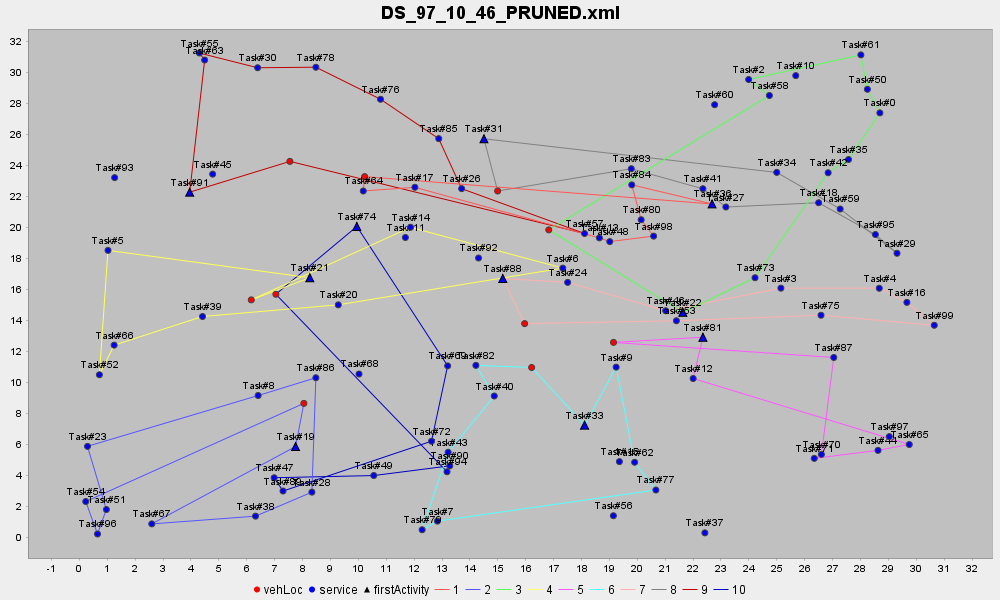 DS_97_10_46_PRUNED.xml
32
30
28
26
24
22
20
18
16
14
12
10
8
6
4
2
0
Task#55
Task#63
Task#30
Task#78
Task#76
Task#85
Task#31
Task#61
Task#2
Task#10
Task#58
Task#50
Task#60
Task#0
Task#35
Task#93
Task#45
Task#91
Task#64
Task#17
Task#26
Task#83
Task#84
Task#41
Task#36
Task#27
Task#34
Task#42
Task#18
Task#59
Task#80
Task#98
Task#57
Task#48
Task#95
Task#29
Task#74
Task#14
Task#5
Task#92
Task#6
Task#24
Task#88
Task#21
Task#73
Task#3
Task#4
Task#16
Task#39
Task#20
Task#22
Task#53
Task#75
Task#99
Task#81
Task#66
Task#52
Task#87
Task#12
Task#86
Task#68
Task#69
Task#82
Task#9
Task#8
Task#40
Task#33
Task#23
Task#19
Task#72
Task#43
Task#90
Task#94
Task#97
Task#65
Task#44
Task#70
Task#71
Task#62
Task#47
Task#49
Task#28
Task#77
Task#54
Task#51
Task#67
Task#38
Task#96
Task#7
Task#79
Task#56
Task#37
-1 0 1 2 3 4 5 6 7 8 9 10 11 12 13 14 15 16 17 18 19 20 21 22 23 24 25 26 27 28 29 30 31 32
vehLoc service firstActivity 1 2 3 4 5 6 7 8 9 10